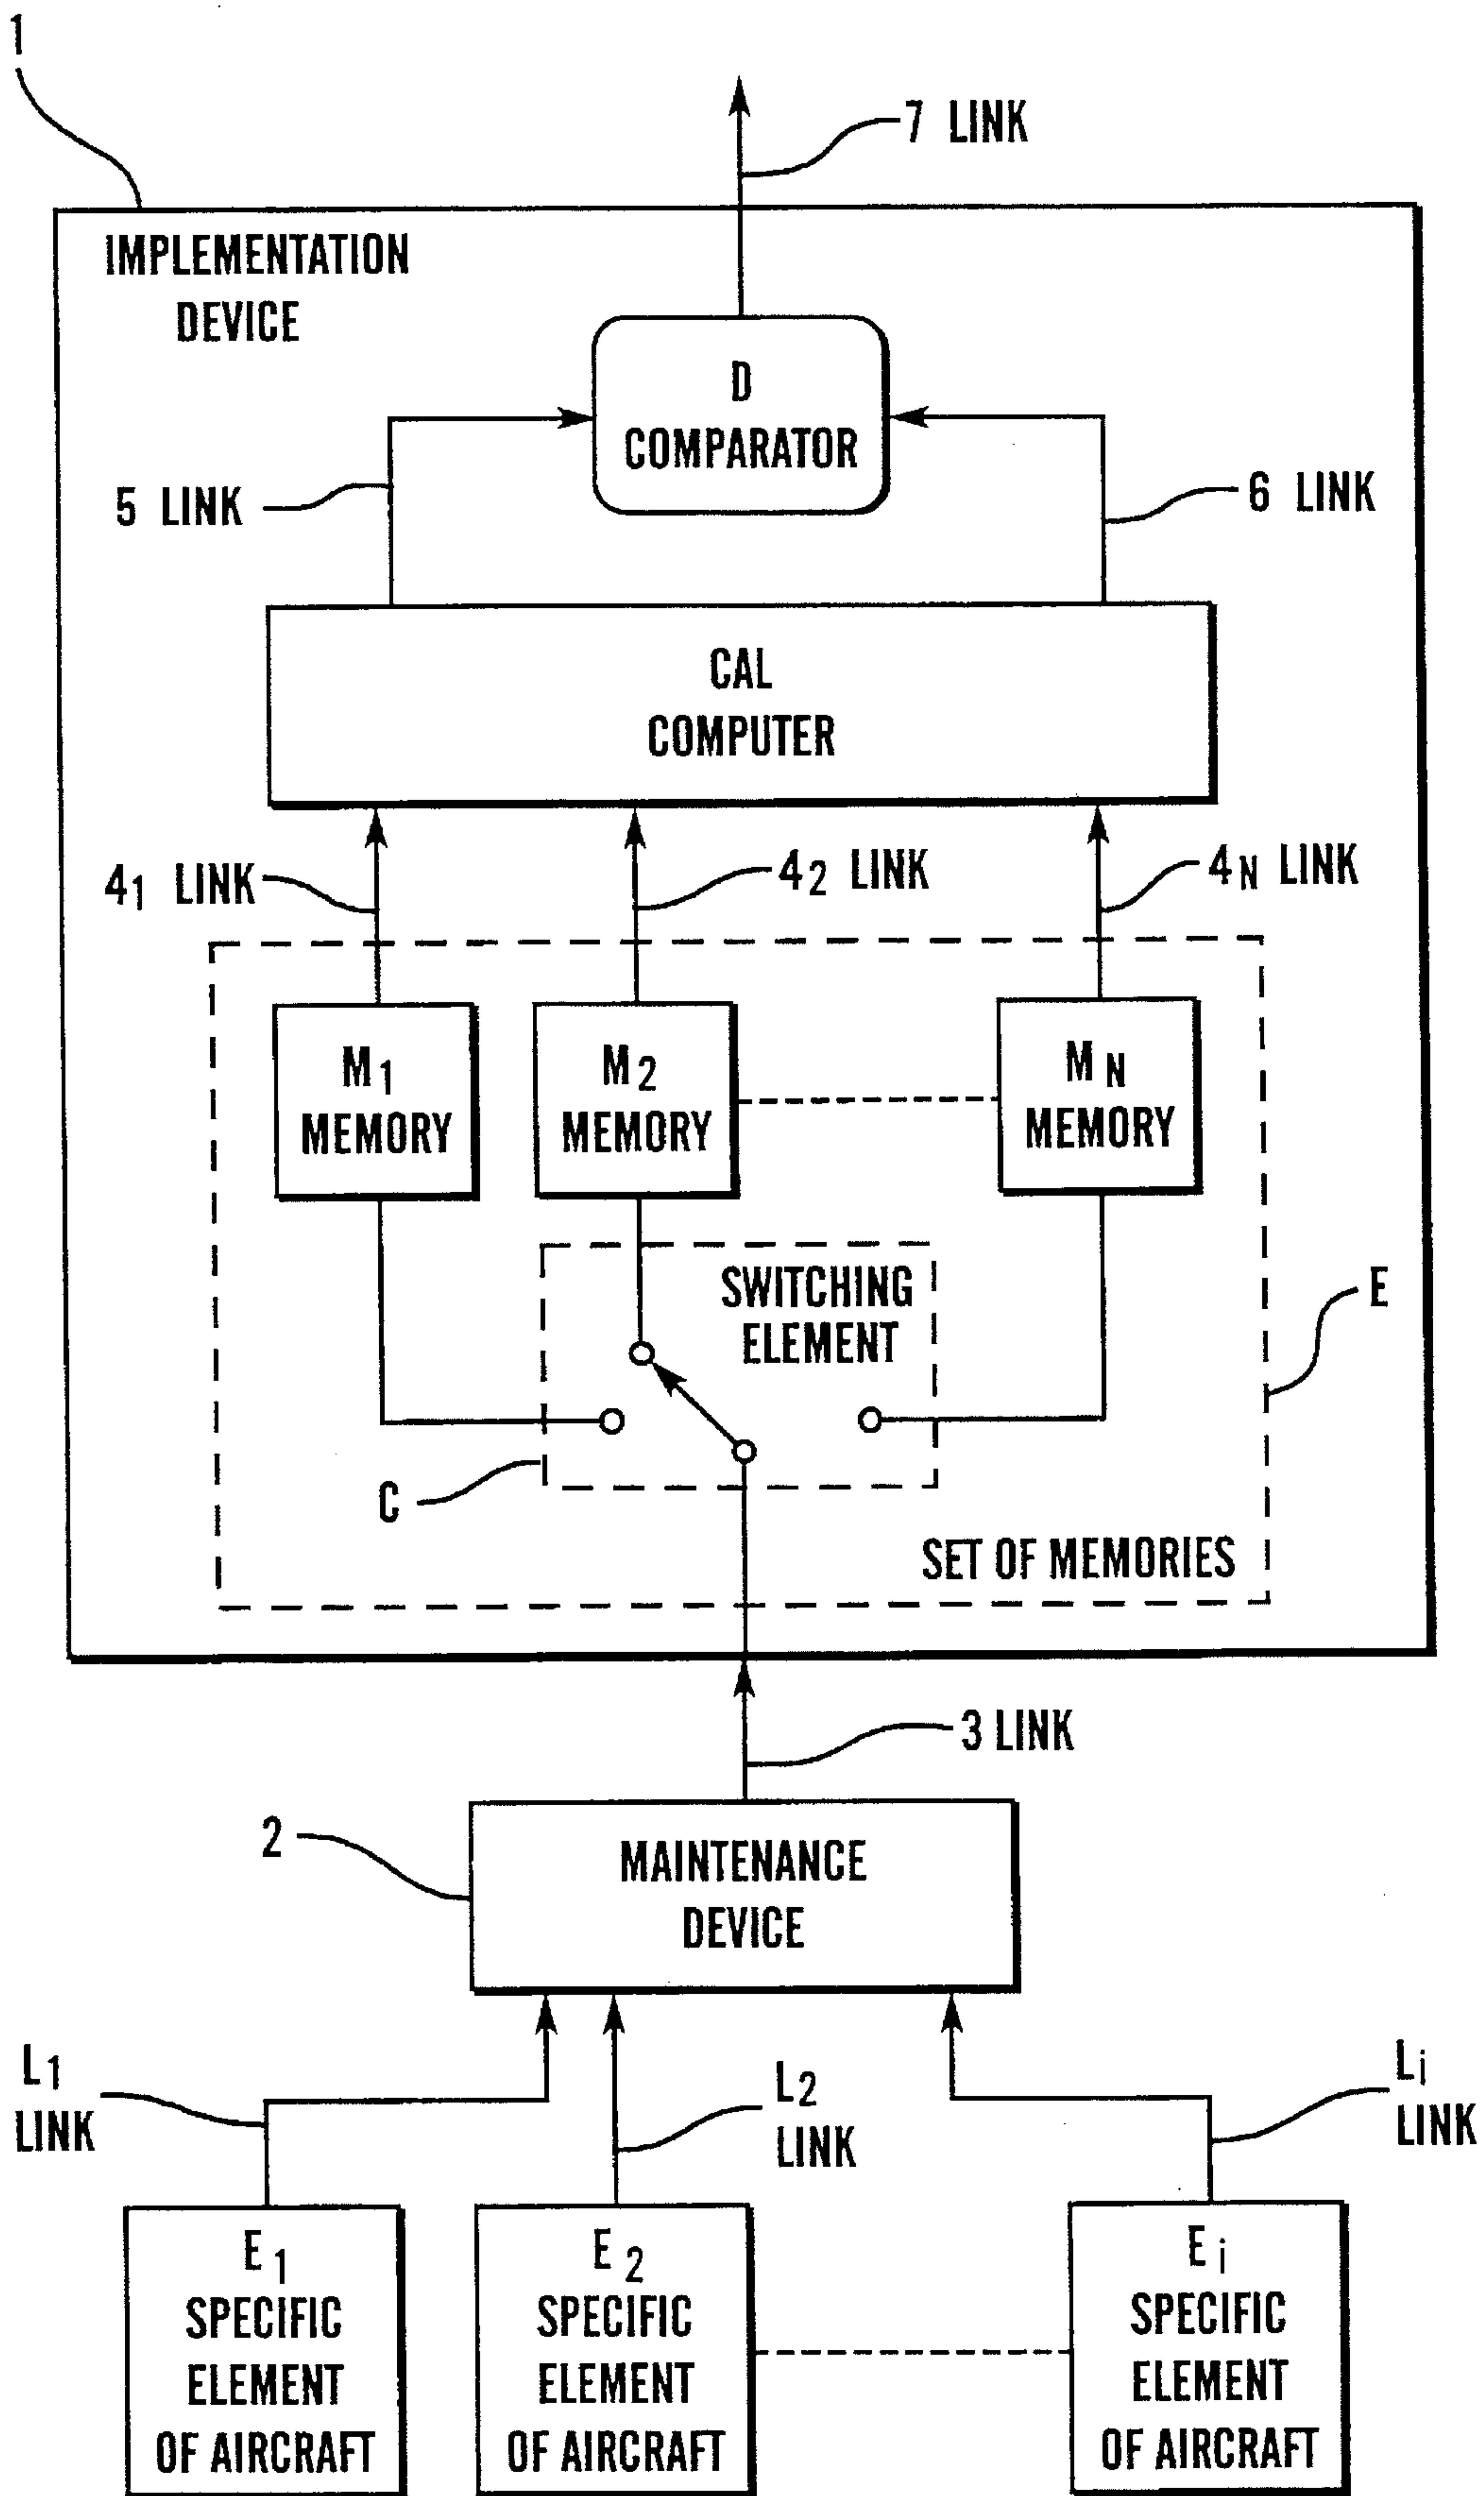 1
7 LINK
IMPLEMENTATION
DEVICE
D
COMPARATOR
5 LINK
6 LINK
CAL
COMPUTER
4₁ LINK
4₂ LINK
4N LINK
M₁
MEMORY
M₂
MEMORY
MN
MEMORY
SWITCHING
ELEMENT
E
C
SET OF MEMORIES
3 LINK
2
MAINTENANCE
DEVICE
L₁
LINK
L₂
LINK
Li
LINK
E₁
SPECIFIC
ELEMENT
OF AIRCRAFT
E₂
SPECIFIC
ELEMENT
OF AIRCRAFT
Ei
SPECIFIC
ELEMENT
OF AIRCRAFT